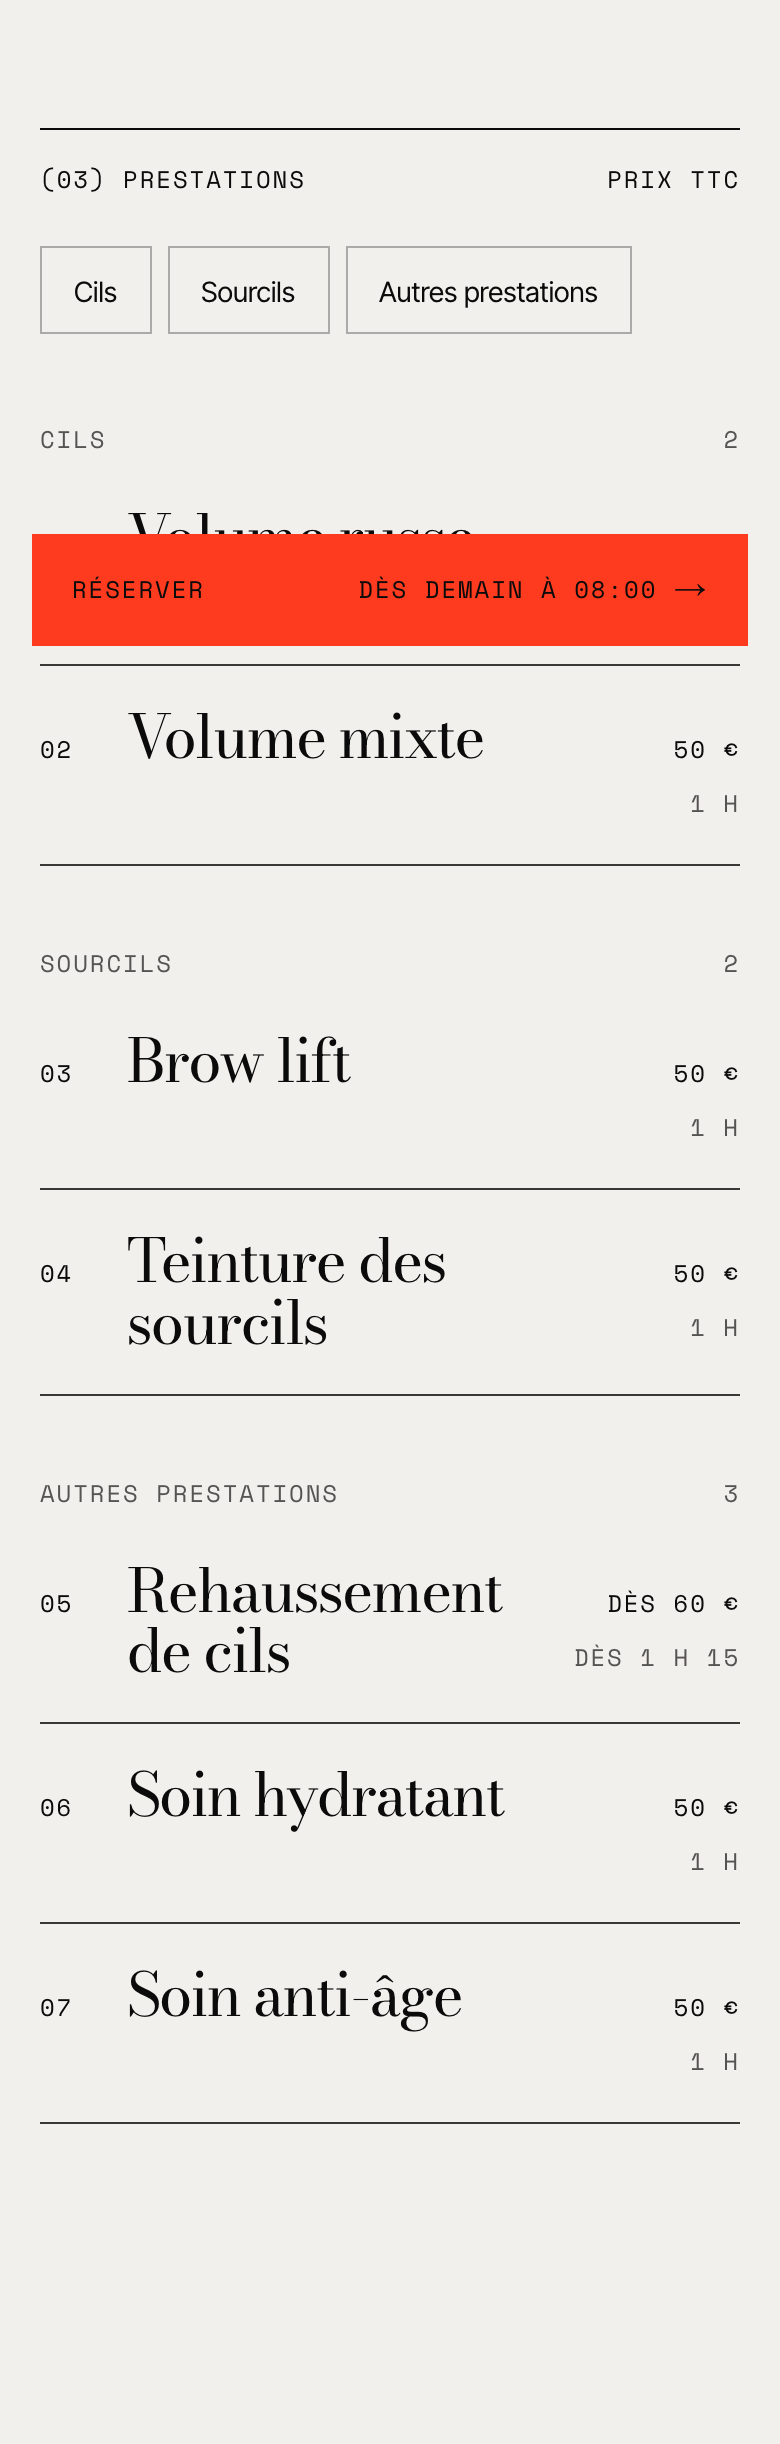 (03) PRESTATIONS PRIX TTC
Cils Sourcils Autres prestations
CILS 2
Volume russe
RÉSERVER DÈS DEMAIN À 08:00 →
02 Volume mixte 50 €
1 H
SOURCILS 2
03 Brow lift 50 €
1 H
04 Teinture des 50 €
sourcils 1 H
AUTRES PRESTATIONS 3
05 Rehaussement DÈS 60 €
de cils DÈS 1 H 15
06 Soin hydratant 50 €
1 H
07 Soin anti-âge 50 €
1 H